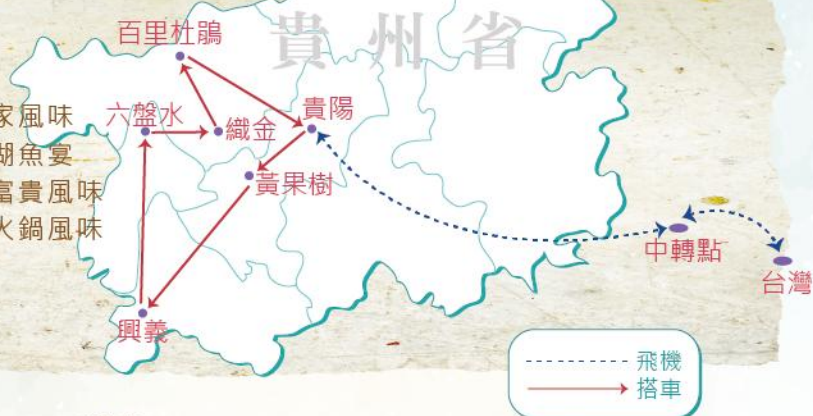 貴州省
百里杜鵑
家風味
湖魚宴
富貴風味
火鍋風味
六盤水
織金
貴陽
黃果樹
興義
中轉點
台灣
飛機
搭車